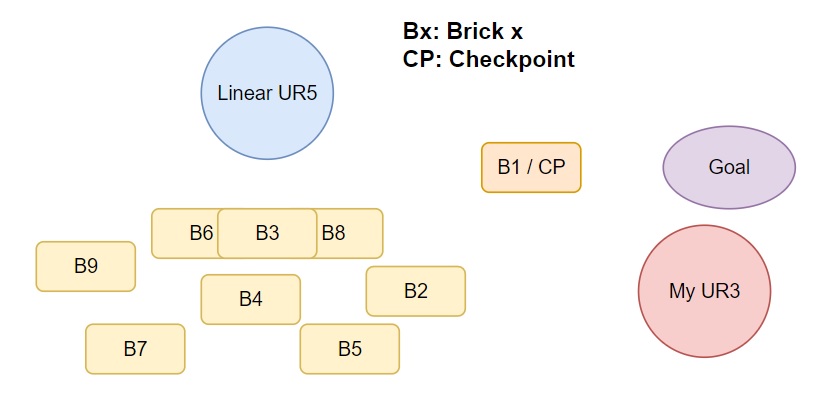 Bx: Brick x
CP: Checkpoint
Linear UR5
B1 / CP
Goal
B6
B3
B8
B9
B4
B2
My UR3
B7
B5